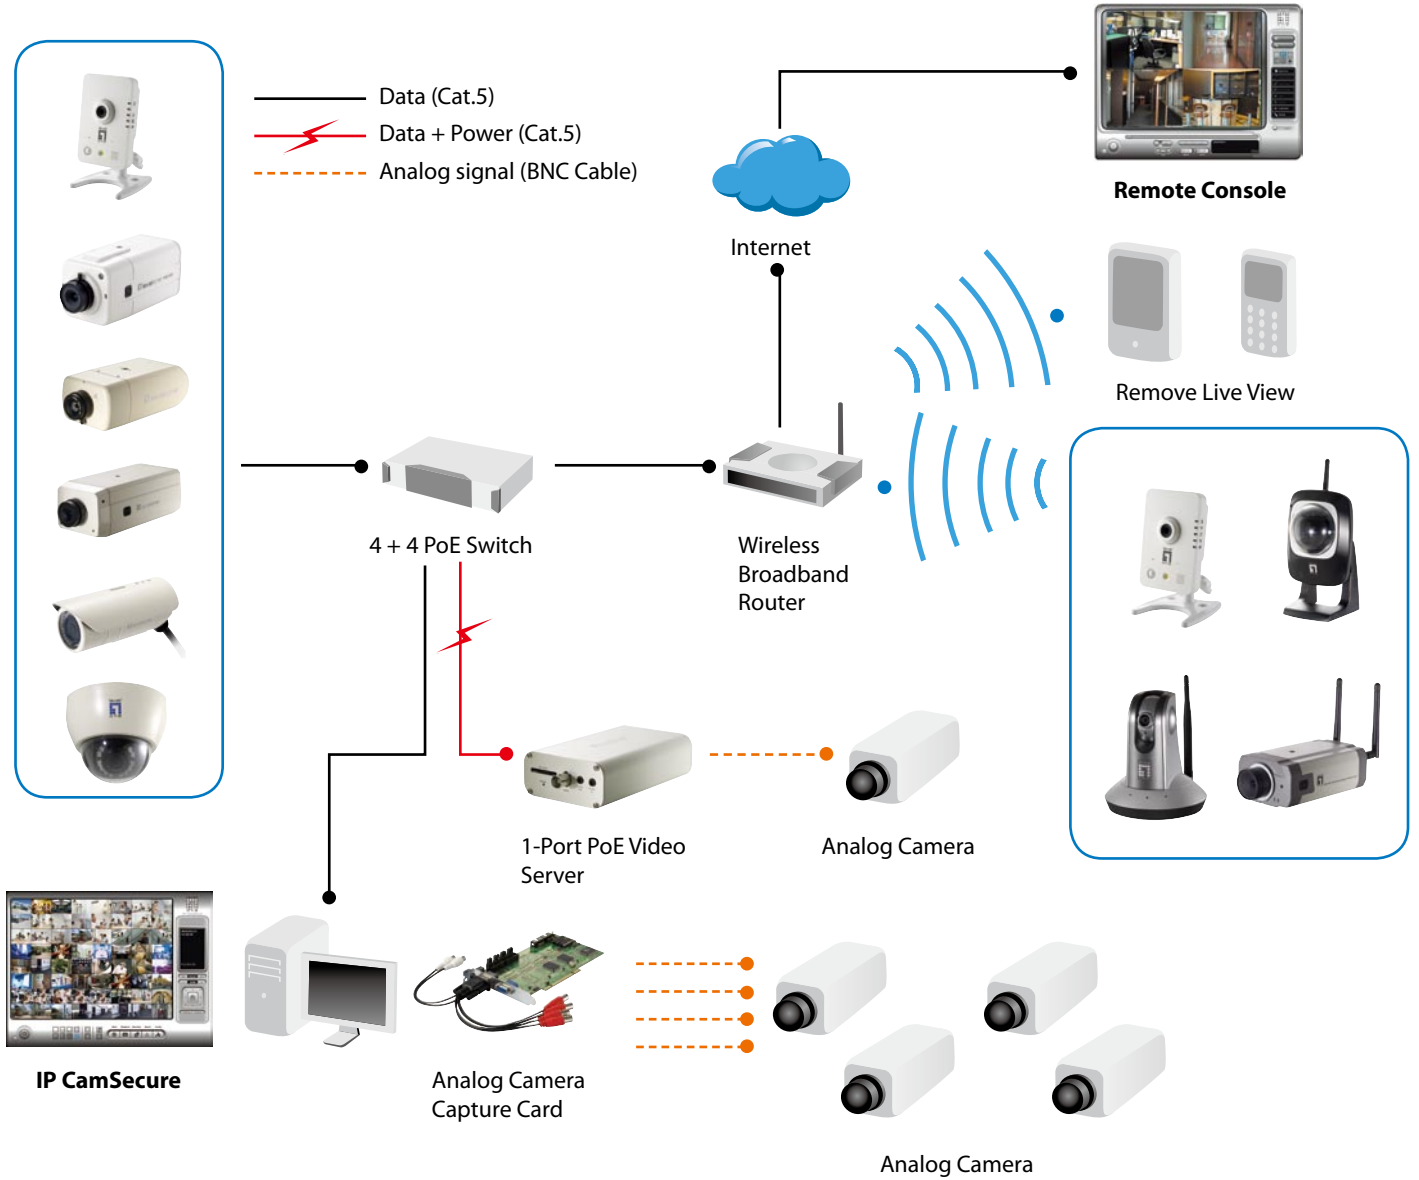 Data (Cat.5)
Data + Power (Cat.5)
Analog signal (BNC Cable)
Remote Console
Internet
Remove Live View
4 + 4 PoE Switch
Wireless
Broadband
Router
1-Port PoE Video
Server
Analog Camera
IP CamSecure
Analog Camera
Capture Card
Analog Camera